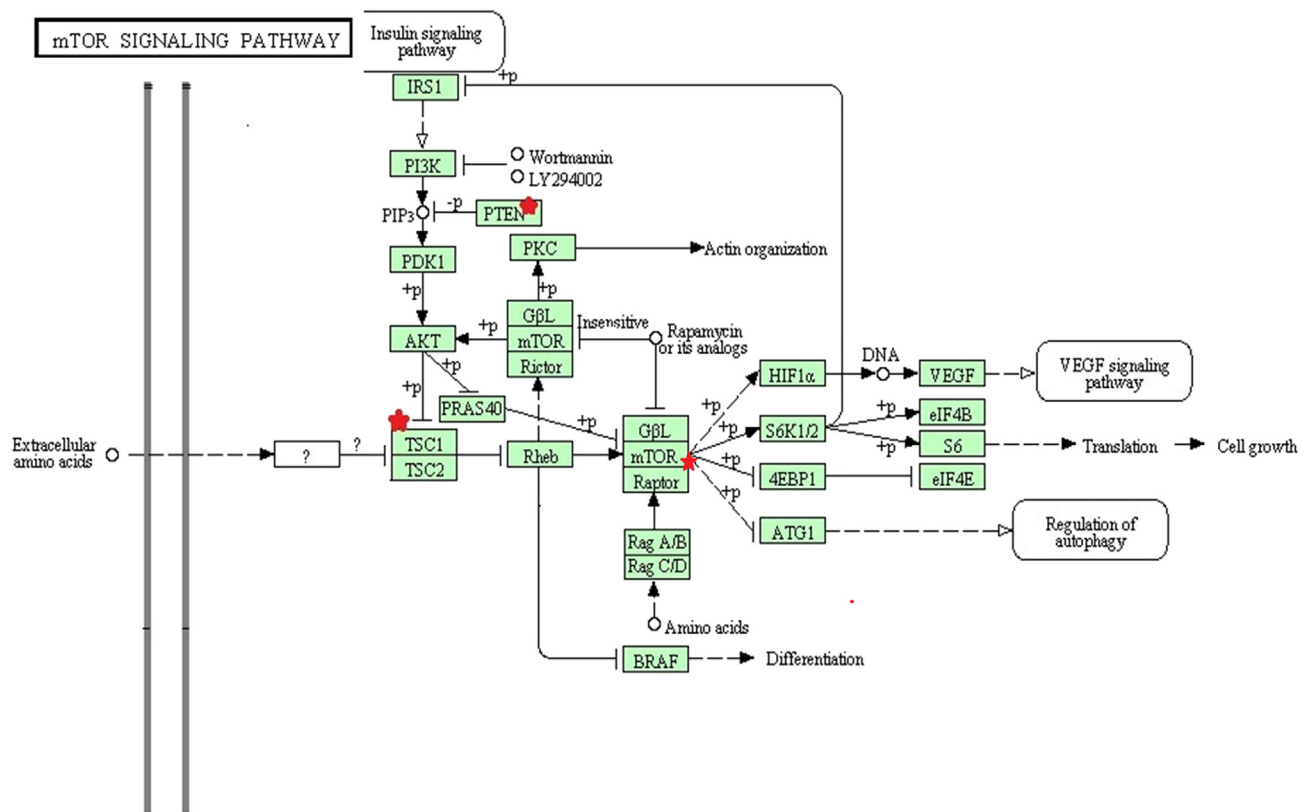 mTOR SIGNALING PATHWAY
Insulin signaling
pathway
IRS1
+p
PI3K
Wortmannin
LY294002
PIP3
-p
PTEN
PDK1
PKC
Actin organization
+p
+p
AKT
+p
GβL
mTOR
Rictor
Insensitive
Rapamycin
or its analogs
+p
+p
PRAS40
+p
HIF1α
DNA
VEGF
VEGF signaling
pathway
+p
Extracellular
amino acids
?
?
TSC1
TSC2
Rheb
GβL
mTOR
Raptor
+p
S6K1/2
+p
eIF4B
+p
S6
Translation
Cell growth
+p
4EBP1
eIF4E
+p
ATG1
Regulation of
autophagy
Rag A/B
Rag C/D
Amino acids
BRAF
Differentiation